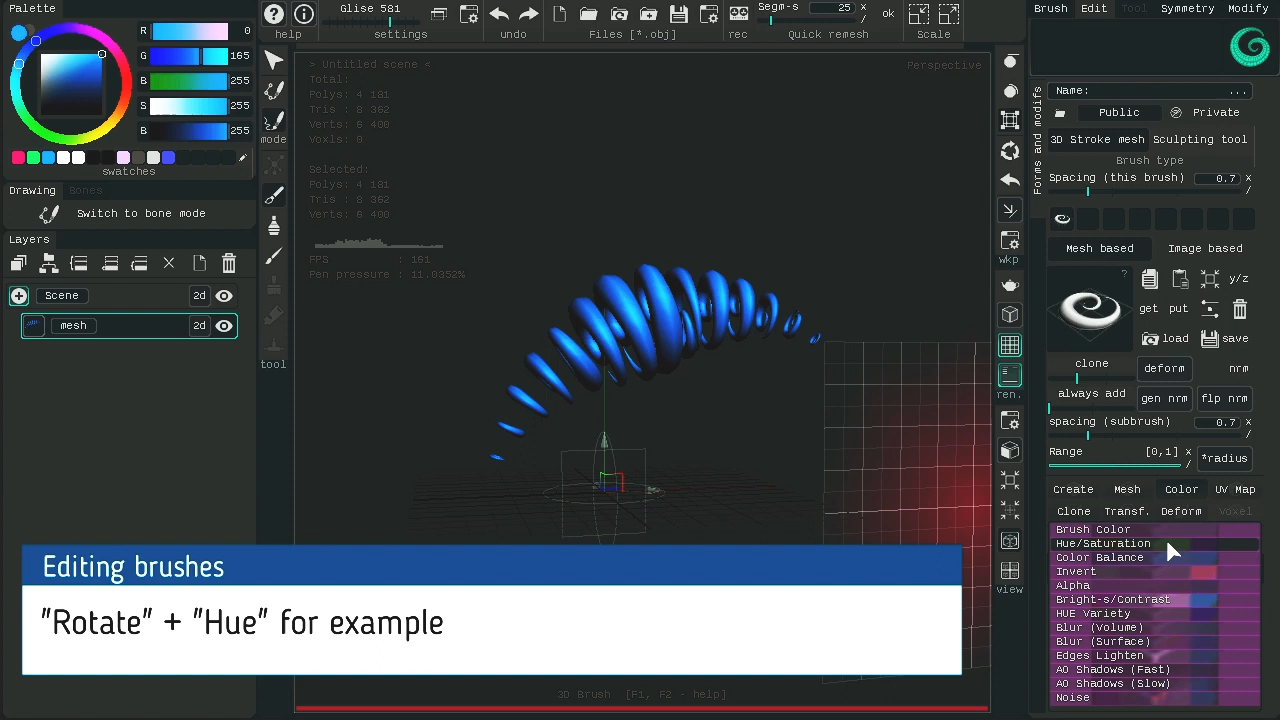 Palette
R 0
G 165
B 255
S 255
B 255
swatches
Drawing Bones
Switch to bone mode
Layers
Scene 2d
mesh 2d
help
Glise S81
settings
undo
Files [*.obj]
rec
Segm-s 25 x / ok
Quick remesh
Scale
mode
tool
> Untitled scene <
Total:
Polys: 4 181
Tris : 8 362
Verts: 8 400
Voxls: 0
Selected:
Polys: 4 181
Tris : 8 362
Verts: 8 400
FPS : 161
Pen pressure : 11.0352%
Perspective
3D Brush [F1, F2 - help]
wkp
ren.
view
Brush Edit Tool Symmetry Modify
Forms and modifs
Name: ...
Public Private
3D Stroke mesh Sculpting tool
Brush type
Spacing (this brush) 0.7 x /
Mesh based Image based
? y/z
get put
load save
clone deform nrm
always add gen nrm flp nrm
spacing (subbrush) 0.7 x /
Range [0,1] x / *radius
Create Mesh Color UV Map
Clone Transf. Deform Voxel
Brush Color
Hue/Saturation
Color Balance
Invert
Alpha
Bright-s/Contrast
HUE Variety
Blur (Volume)
Blur (Surface)
Edges Lighten
AO Shadows (Fast)
AO Shadows (Slow)
Noise
Editing brushes
"Rotate" + "Hue" for example